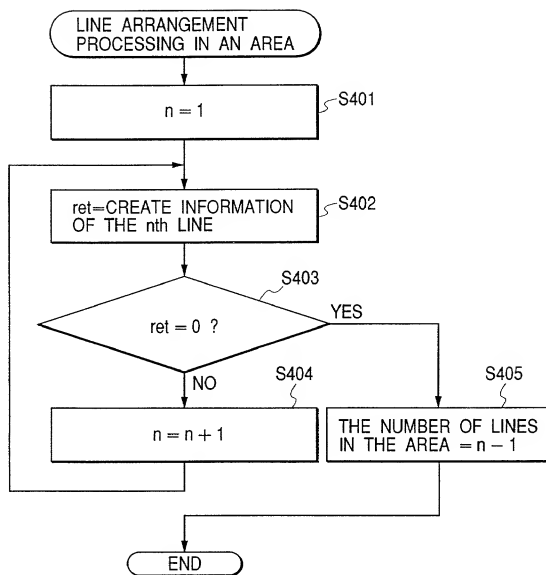 LINE ARRANGEMENT
PROCESSING IN AN AREA
S401
n = 1
S402
ret=CREATE INFORMATION
OF THE nth LINE
S403
ret = 0 ?
YES
NO
S404
n = n + 1
S405
THE NUMBER OF LINES
IN THE AREA = n − 1
END